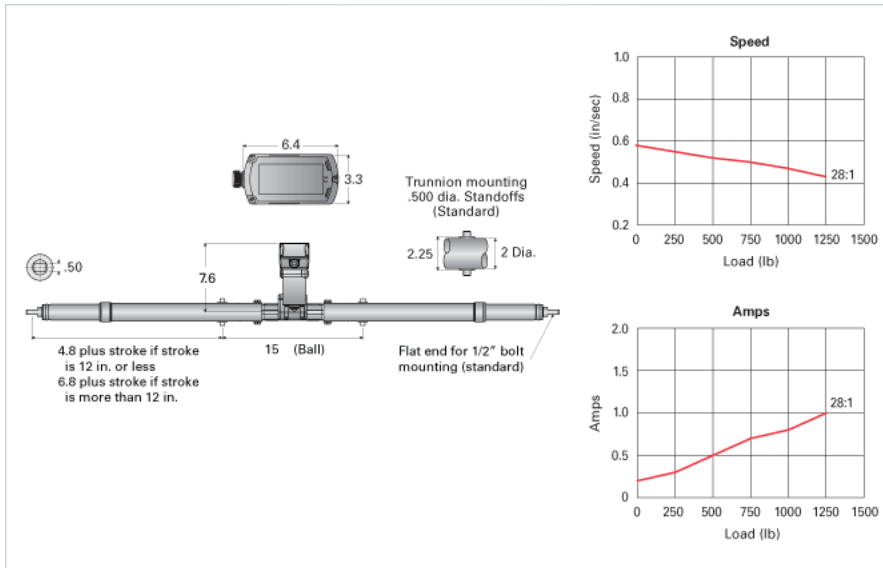 6.4
3.3
Trunnion mounting
.500 dia. Standoffs
(Standard)
2.25
2 Dia.
.50
7.6
4.8 plus stroke if stroke
is 12 in. or less
6.8 plus stroke if stroke
is more than 12 in.
15 (Ball)
Flat end for 1/2" bolt
mounting (standard)
Speed
Speed (in/sec)
1.0
0.8
0.6
0.4
0.2
28:1
0 250 500 750 1000 1250 1500
Load (lb)
Amps
Amps
2.0
1.5
1.0
0.5
0
28:1
0 250 500 750 1000 1250 1500
Load (lb)